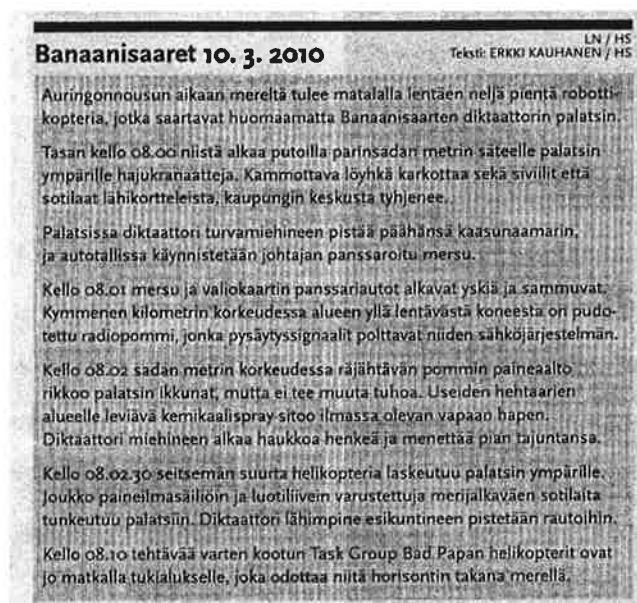 LN / HS
Banaanisaaret 10. 3. 2010
Teksti: ERKKI KAUHANEN / HS
Auringonnousun aikaan mereltä tulee matalalla lentäen neljä pientä robotti-
kopteria, jotka saartavat huomaamatta Banaanisaarten diktaattorin palatsin.
Tasan kello 08.00 niistä alkaa putoilla parinsadan metrin säteelle palatsin
ympärille hajukranaatteja. Kammottava löyhkä karkottaa sekä siviilit että
sotilaat lähikortteleista, kaupungin keskusta tyhjenee.
Palatsissa diktaattori turvamiehineen pistää päähänsä kaasunaamarin,
ja autotallissa käynnistetään johtajan panssaroitu mersu.
Kello 08.01 mersu ja valiokaartin panssariautot alkavat yskiä ja sammuvat.
Kymmenen kilometrin korkeudessa alueen yllä lentävästä koneesta on pudo-
tettu radiopommi, jonka pysäytyssignaalit polttavat niiden sähköjärjestelmän.
Kello 08.02 sadan metrin korkeudessa räjähtävän pommin paineaalto
rikkoo palatsin ikkunat, mutta ei tee muuta tuhoa. Useiden hehtaarien
alueelle leviävä kemikaalispray sitoo ilmassa olevan vapaan hapen.
Diktaattori miehineen alkaa haukkoa henkeä ja menettää pian tajuntansa.
Kello 08.02.30 seitsemän suurta helikopteria laskeutuu palatsin ympärille.
Joukko paineilmasäiliöin ja luotiliivein varustettuja merijalkaväen sotilaita
tunkeutuu palatsiin. Diktaattori lähimpine esikuntineen pistetään rautoihin.
Kello 08.10 tehtävää varten kootun Task Group Bad Papan helikopterit ovat
jo matkalla tukialukselle, joka odottaa niitä horisontin takana merellä.